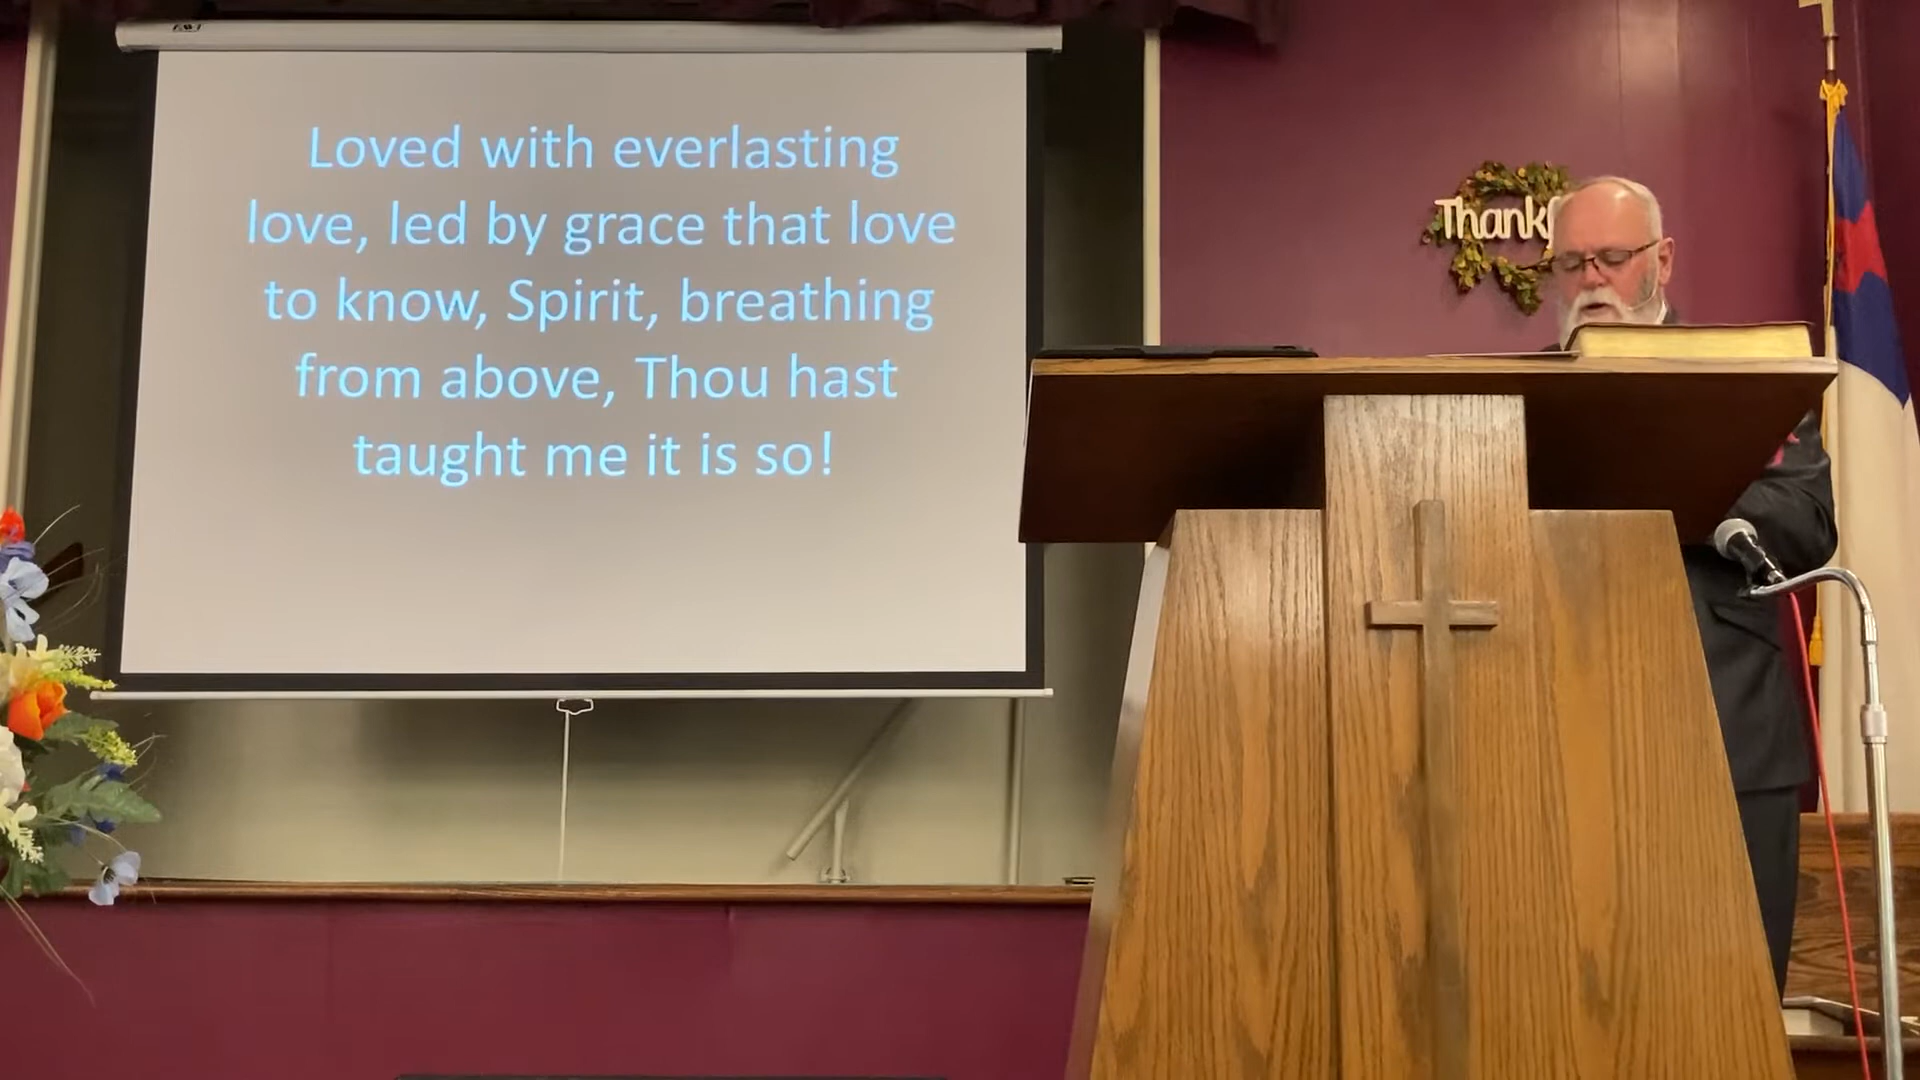 Loved with everlasting
love, led by grace that love
to know, Spirit, breathing
from above, Thou hast
taught me it is so!